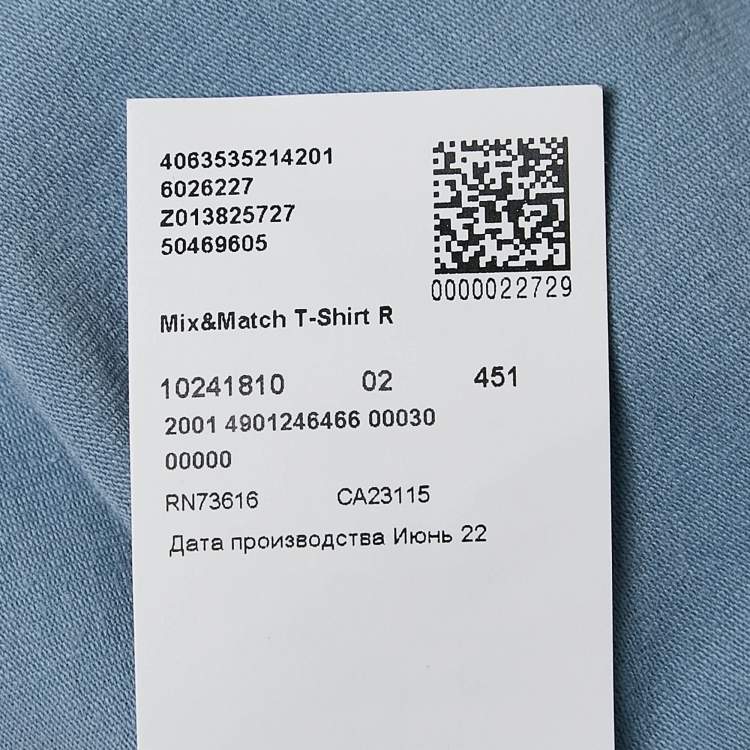 4063535214201
6026227
Z013825727
50469605
0000022729
Mix&Match T-Shirt R
10241810 02 451
2001 4901246466 00030
00000
RN73616 CA23115
Дата производства Июнь 22